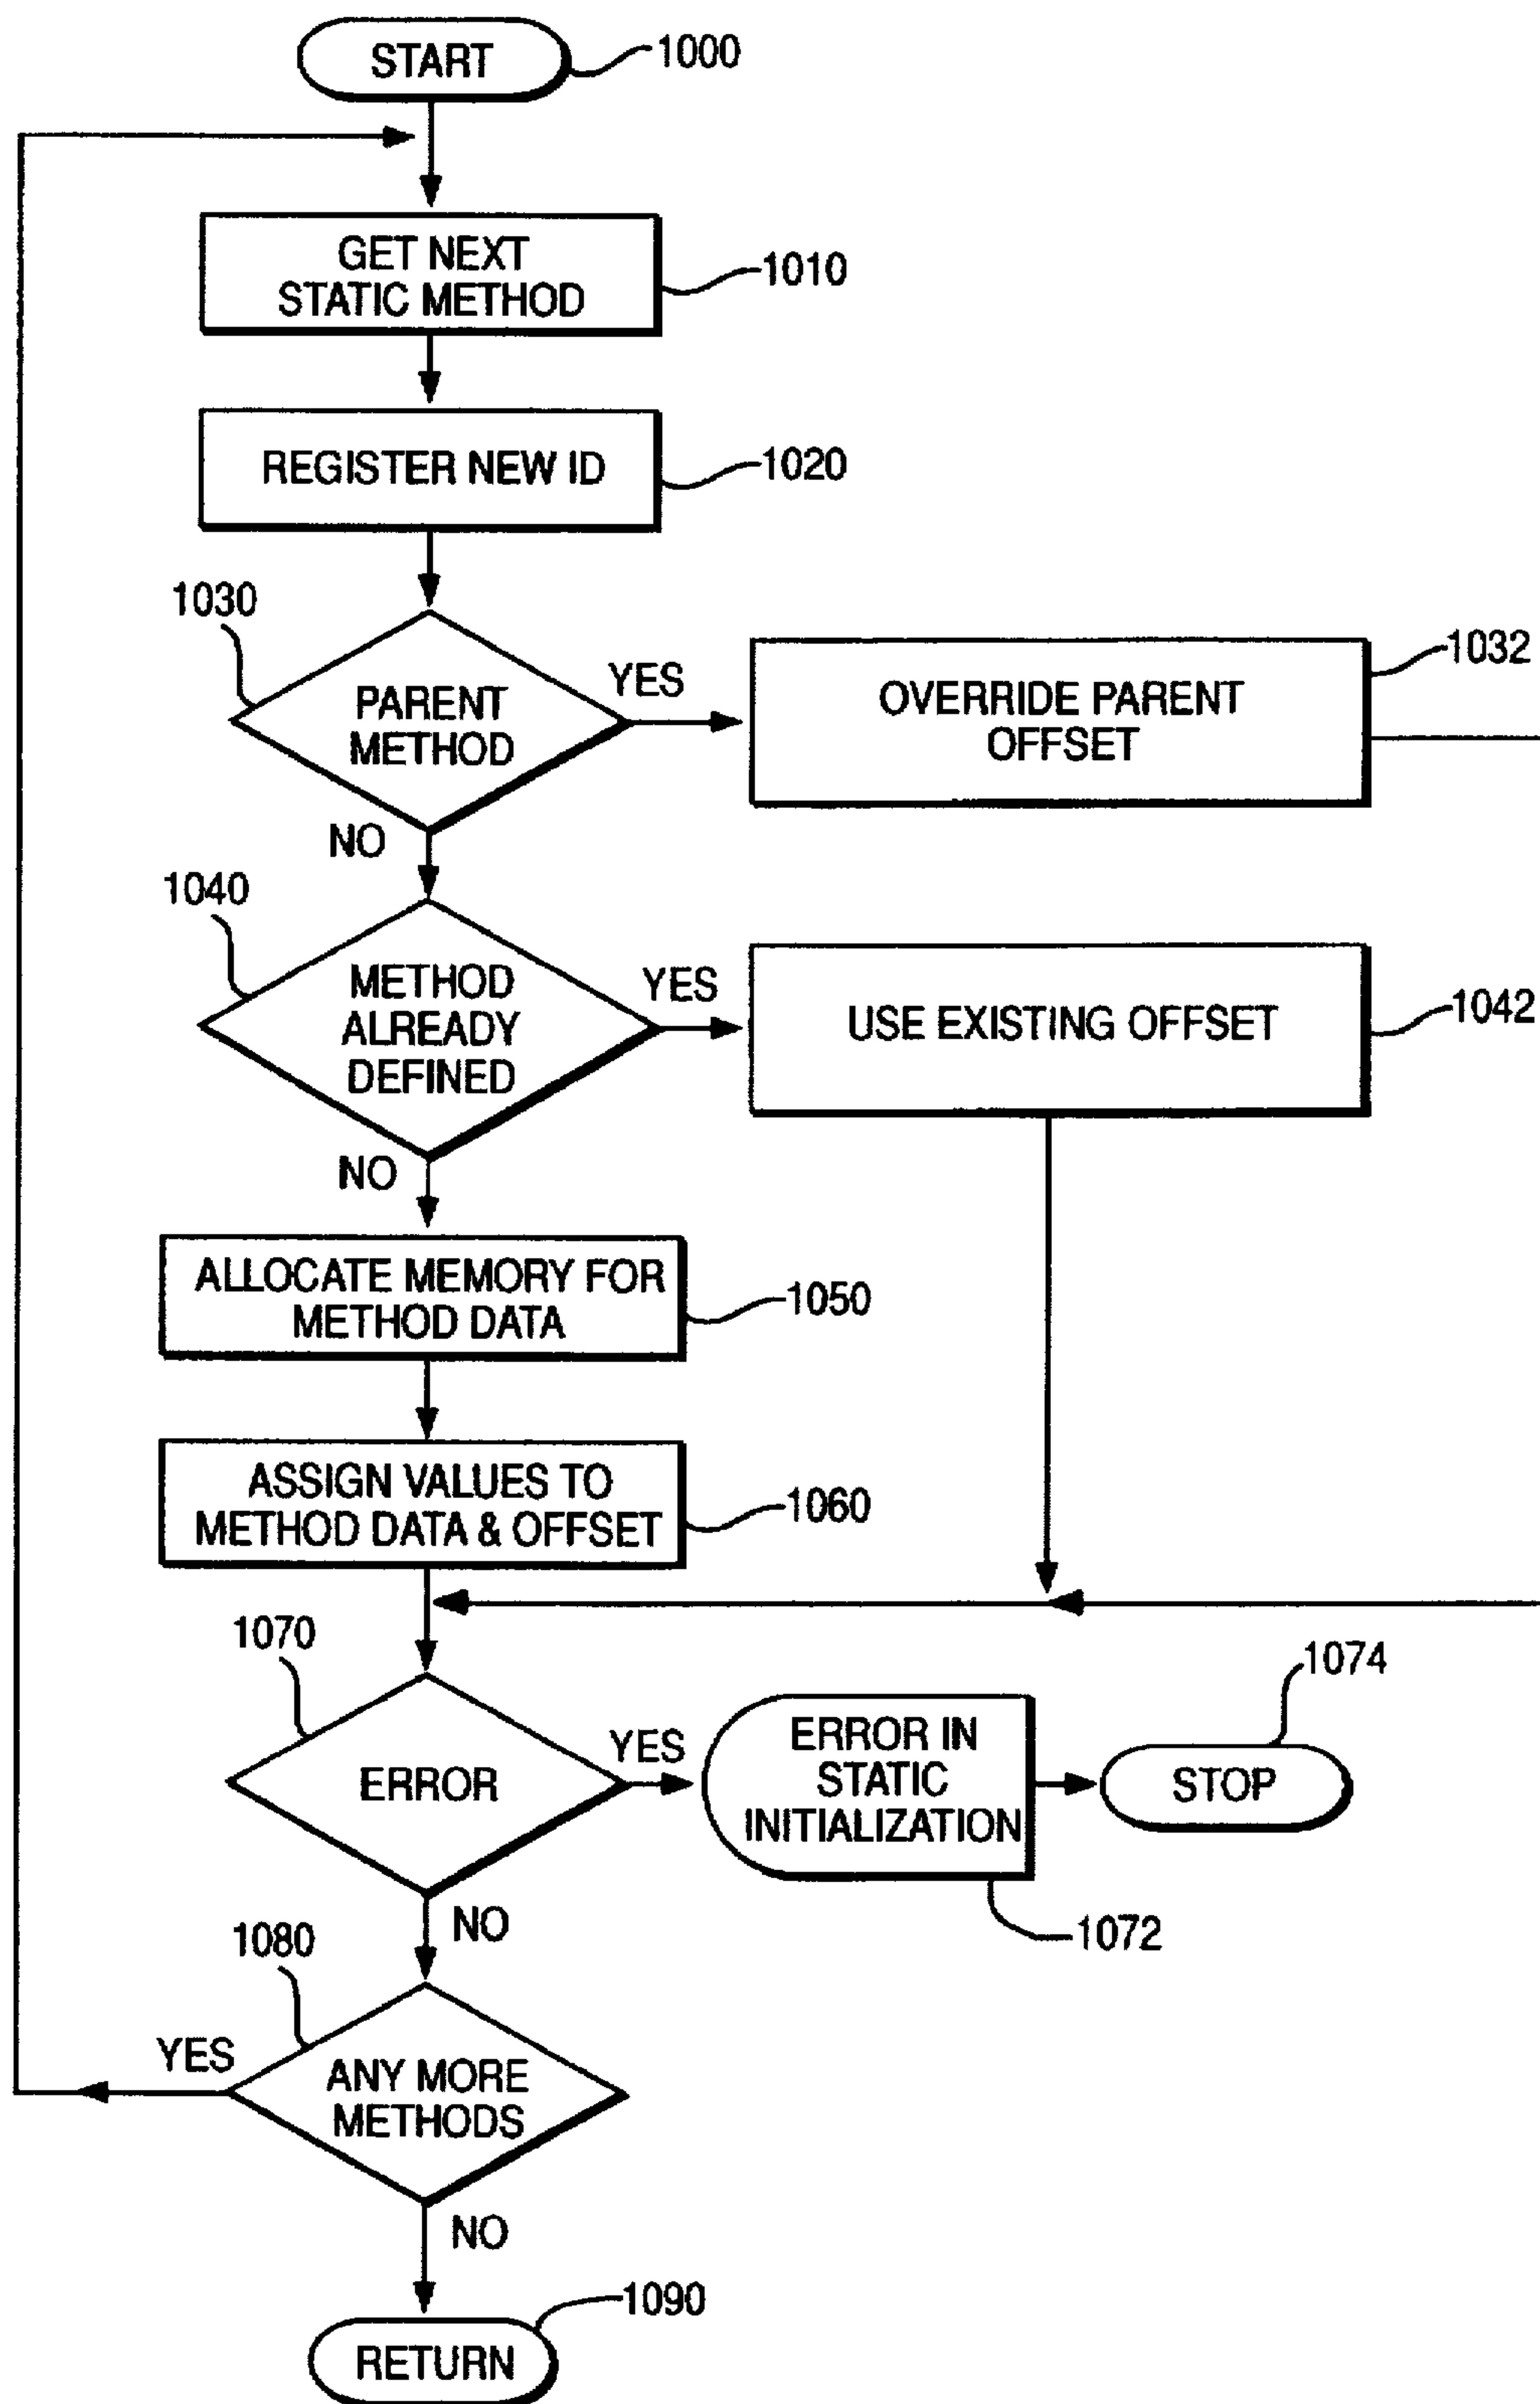 START
1000
GET NEXT
STATIC METHOD
1010
REGISTER NEW ID
1020
1030
PARENT
METHOD
YES
OVERRIDE PARENT
OFFSET
1032
NO
1040
METHOD
ALREADY
DEFINED
YES
USE EXISTING OFFSET
1042
NO
ALLOCATE MEMORY FOR
METHOD DATA
1050
ASSIGN VALUES TO
METHOD DATA & OFFSET
1060
1070
ERROR
YES
ERROR IN
STATIC
INITIALIZATION
1072
STOP
1074
NO
1080
ANY MORE
METHODS
YES
NO
RETURN
1090